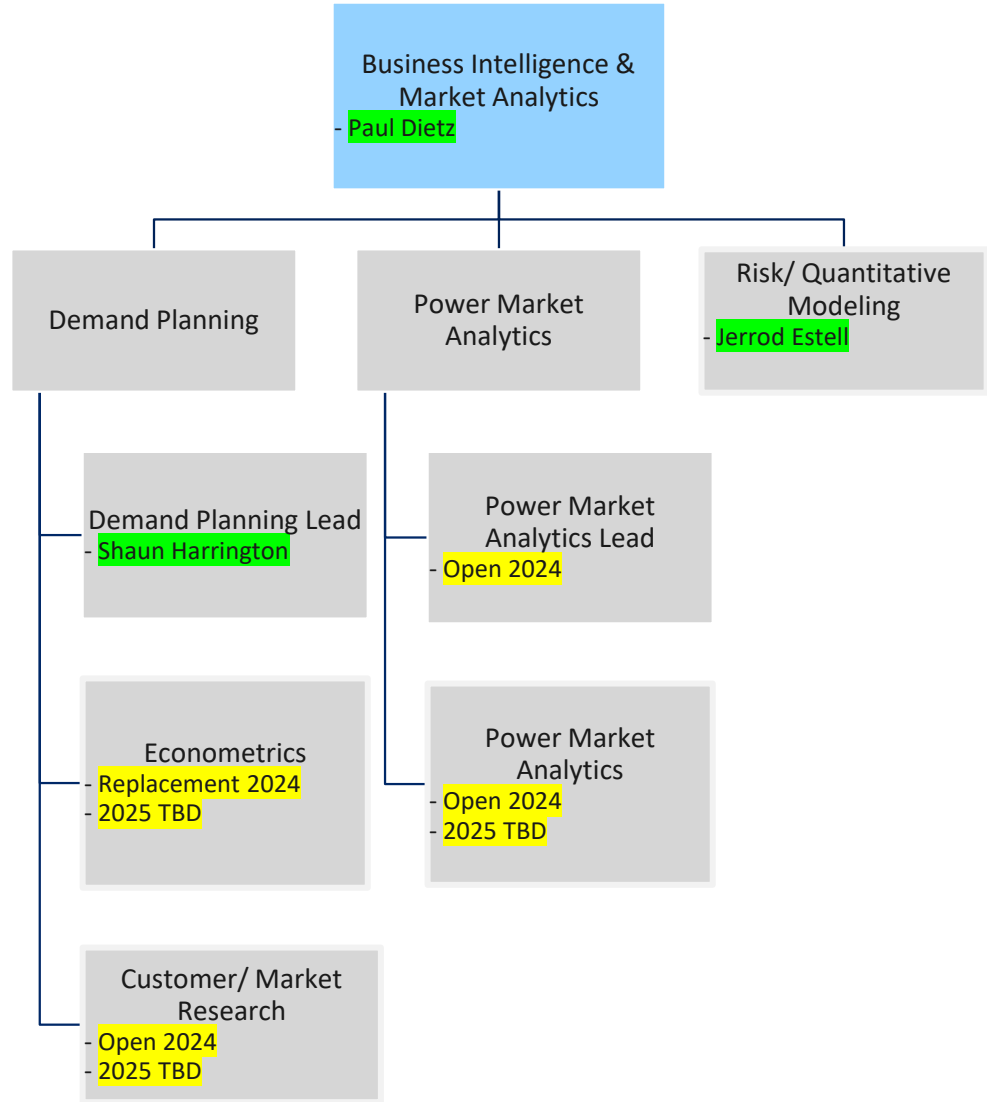 Business Intelligence &
Market Analytics
- Paul Dietz
Demand Planning
Power Market
Analytics
Risk/ Quantitative
Modeling
- Jerrod Estell
Demand Planning Lead
- Shaun Harrington
Power Market
Analytics Lead
- Open 2024
Econometrics
- Replacement 2024
- 2025 TBD
Power Market
Analytics
- Open 2024
- 2025 TBD
Customer/ Market
Research
- Open 2024
- 2025 TBD